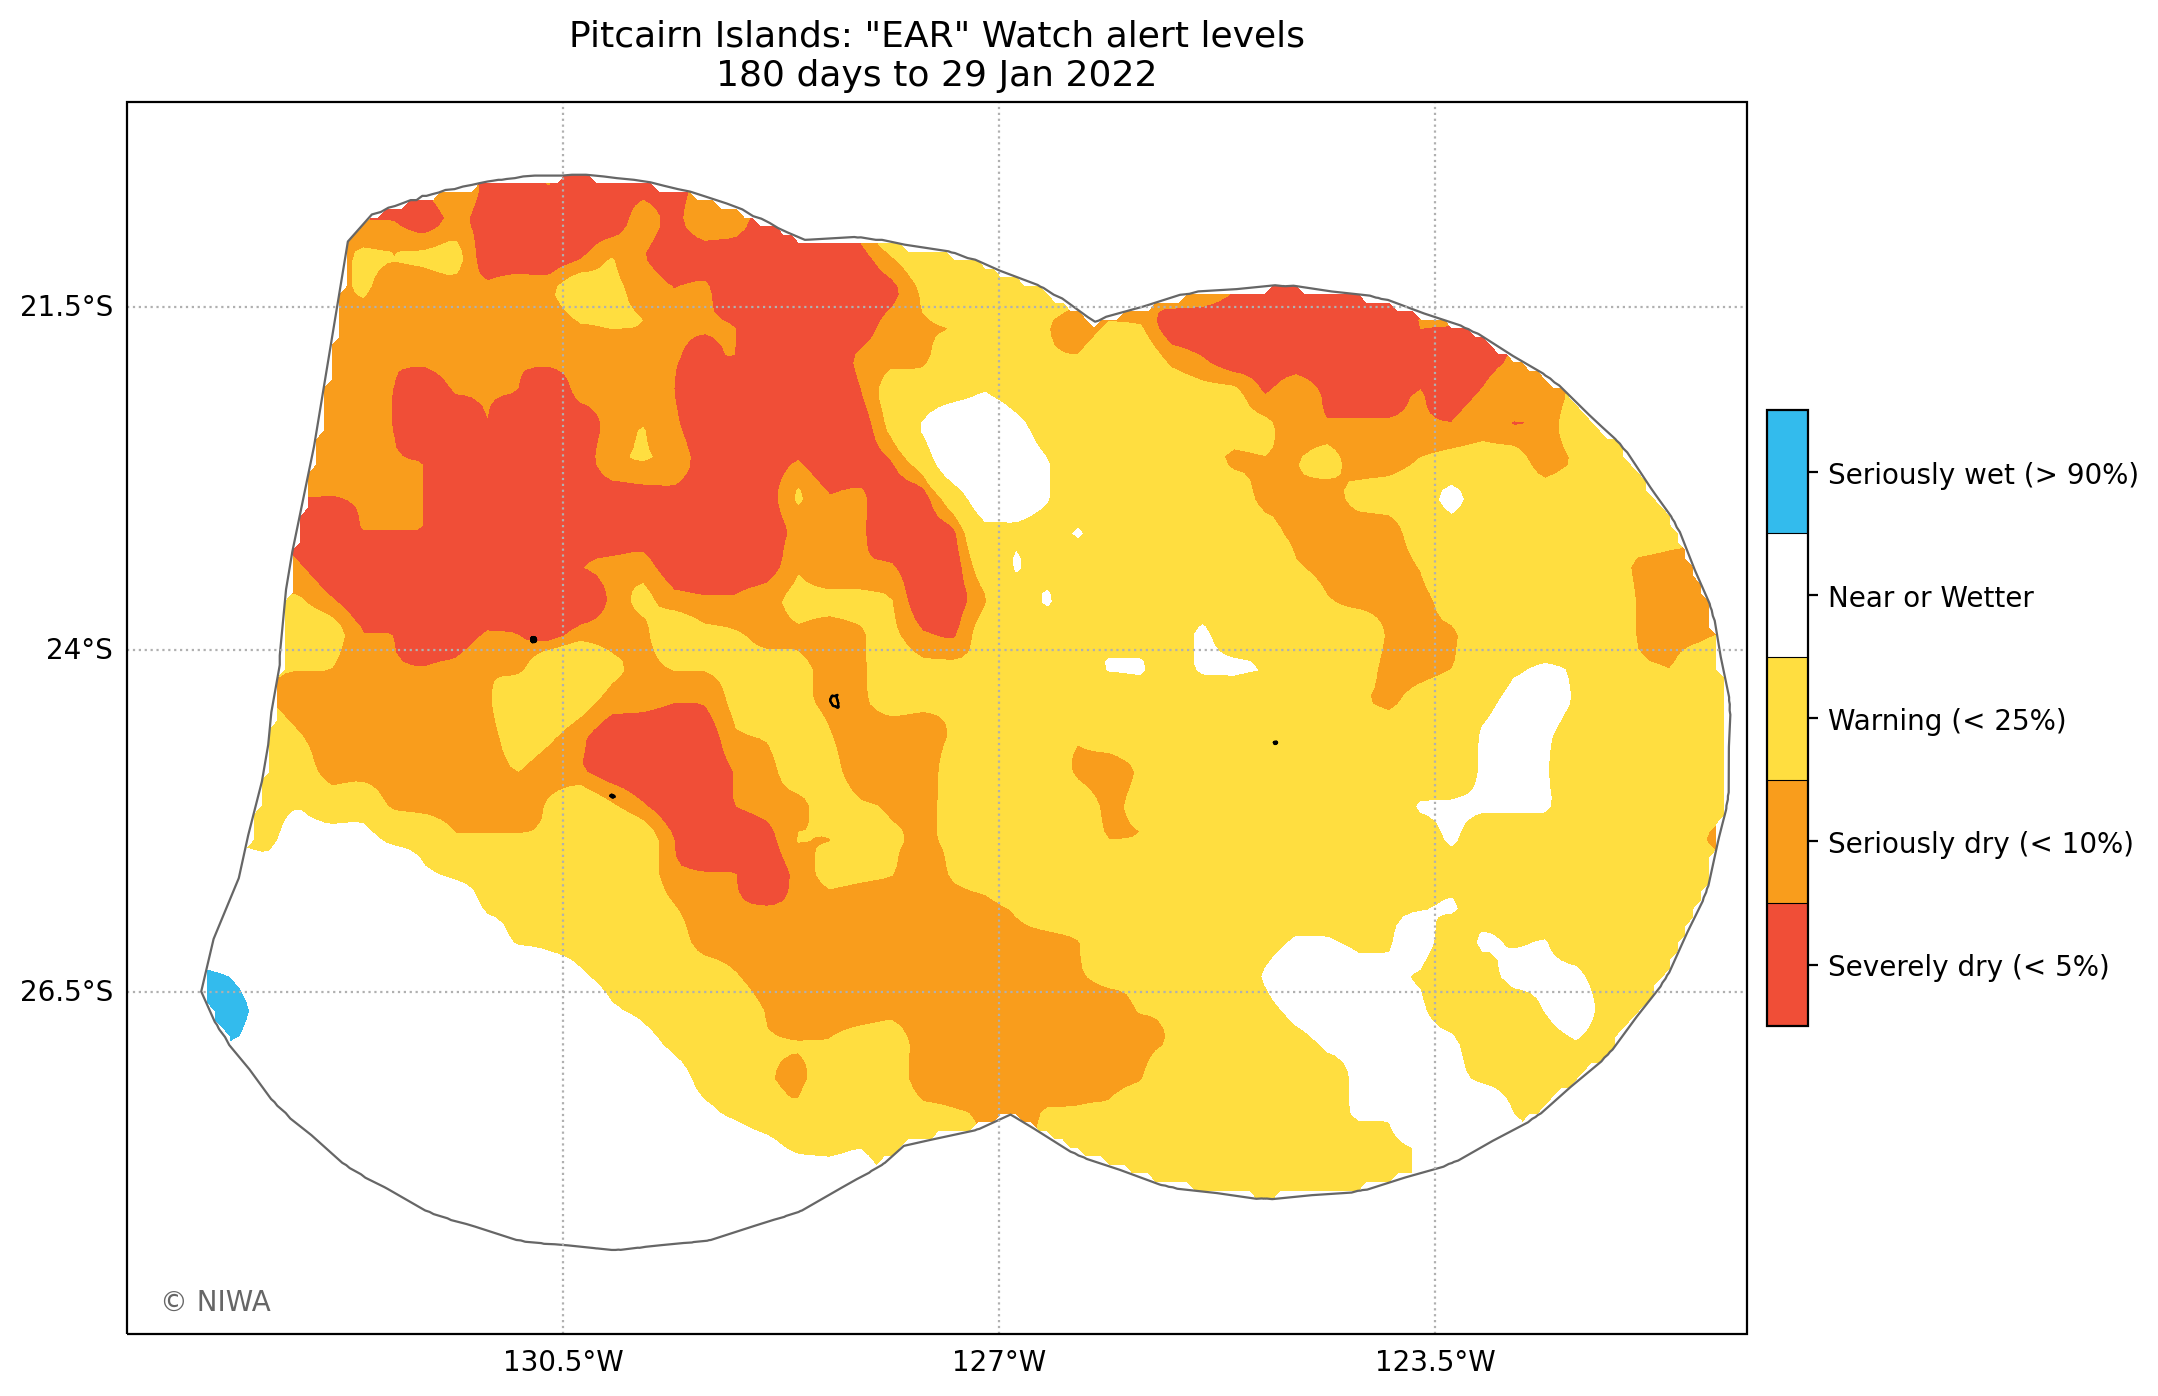 Pitcairn Islands: "EAR" Watch alert levels
180 days to 29 Jan 2022
21.5°S
24°S
26.5°S
130.5°W
127°W
123.5°W
Seriously wet (> 90%)
Near or Wetter
Warning (< 25%)
Seriously dry (< 10%)
Severely dry (< 5%)
© NIWA